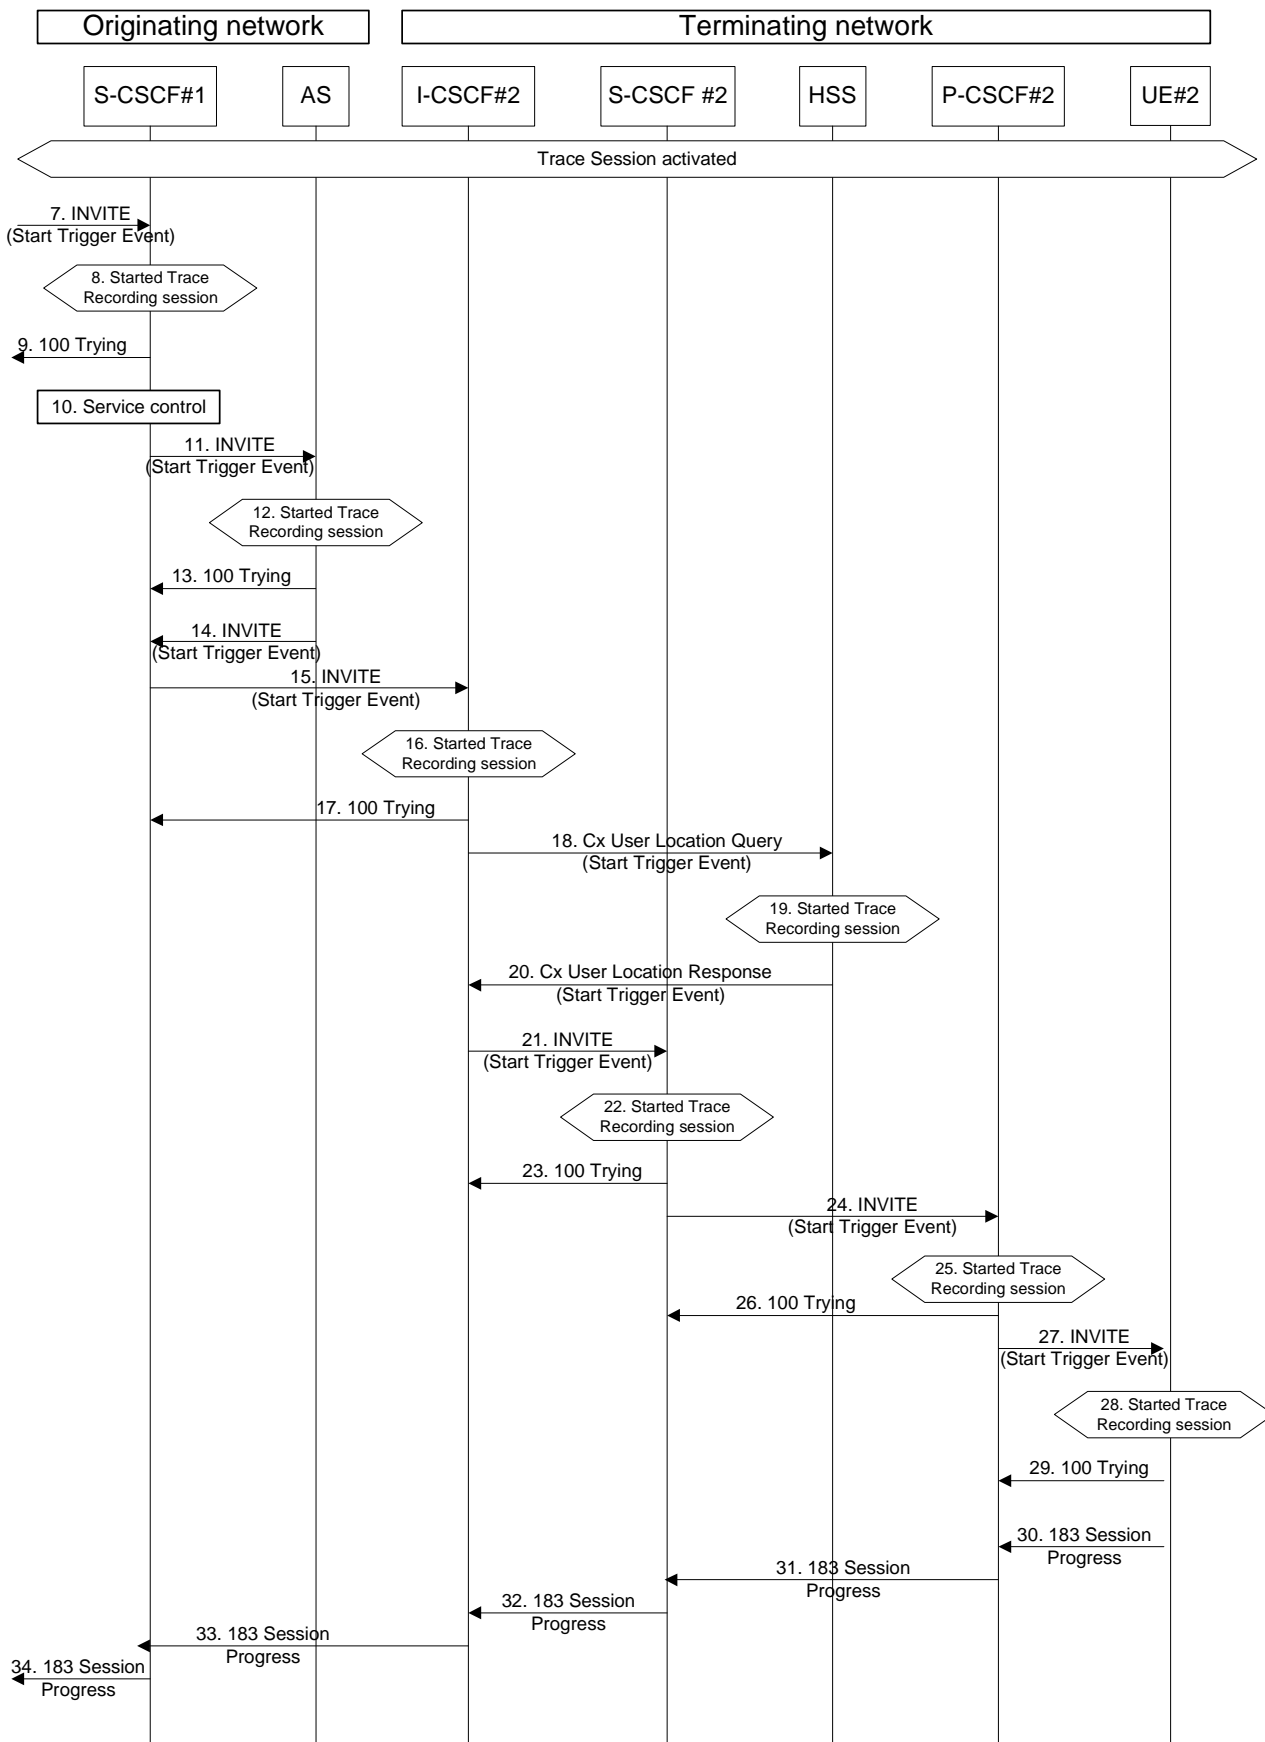 Originating network
Terminating network
S-CSCF#1
AS
I-CSCF#2
S-CSCF #2
HSS
P-CSCF#2
UE#2
Trace Session activated
7. INVITE
(Start Trigger Event)
8. Started Trace
Recording session
9. 100 Trying
10. Service control
11. INVITE
(Start Trigger Event)
12. Started Trace
Recording session
13. 100 Trying
14. INVITE
(Start Trigger Event)
15. INVITE
(Start Trigger Event)
16. Started Trace
Recording session
17. 100 Trying
18. Cx User Location Query
(Start Trigger Event)
19. Started Trace
Recording session
20. Cx User Location Response
(Start Trigger Event)
21. INVITE
(Start Trigger Event)
22. Started Trace
Recording session
23. 100 Trying
24. INVITE
(Start Trigger Event)
25. Started Trace
Recording session
26. 100 Trying
27. INVITE
(Start Trigger Event)
28. Started Trace
Recording session
29. 100 Trying
30. 183 Session
Progress
31. 183 Session
Progress
32. 183 Session
Progress
33. 183 Session
Progress
34. 183 Session
Progress